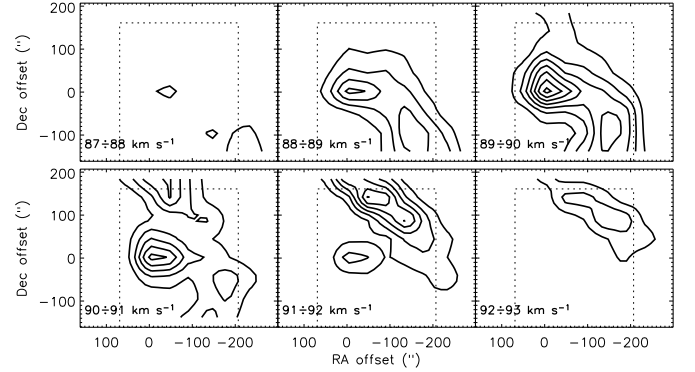 200
100
0
−100
Dec offset (")
87÷88 km s⁻¹
88÷89 km s⁻¹
89÷90 km s⁻¹
200
100
0
−100
Dec offset (")
90÷91 km s⁻¹
91÷92 km s⁻¹
92÷93 km s⁻¹
100 0 −100 −200 100 0 −100 −200 100 0 −100 −200
RA offset (")